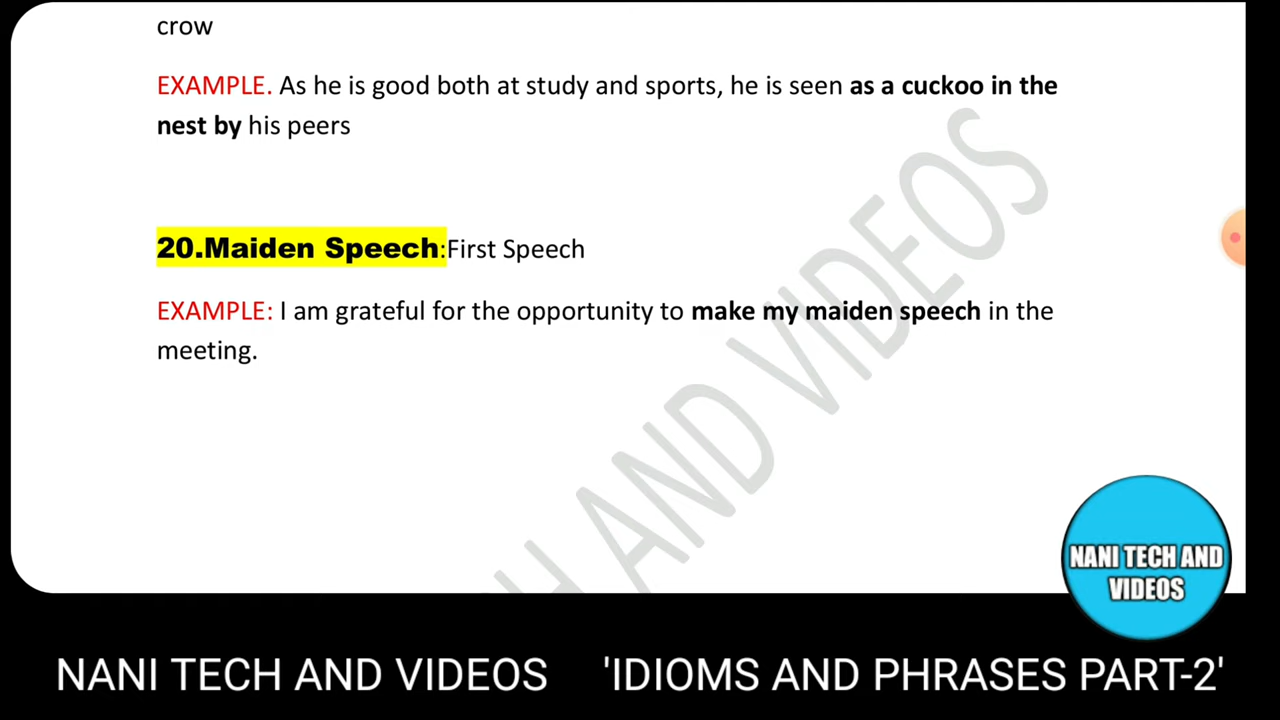 crow
EXAMPLE. As he is good both at study and sports, he is seen as a cuckoo in the
nest by his peers
20.Maiden Speech:First Speech
EXAMPLE: I am grateful for the opportunity to make my maiden speech in the
meeting.
H AND VIDEOS
NANI TECH AND
VIDEOS
NANI TECH AND VIDEOS 'IDIOMS AND PHRASES PART-2'